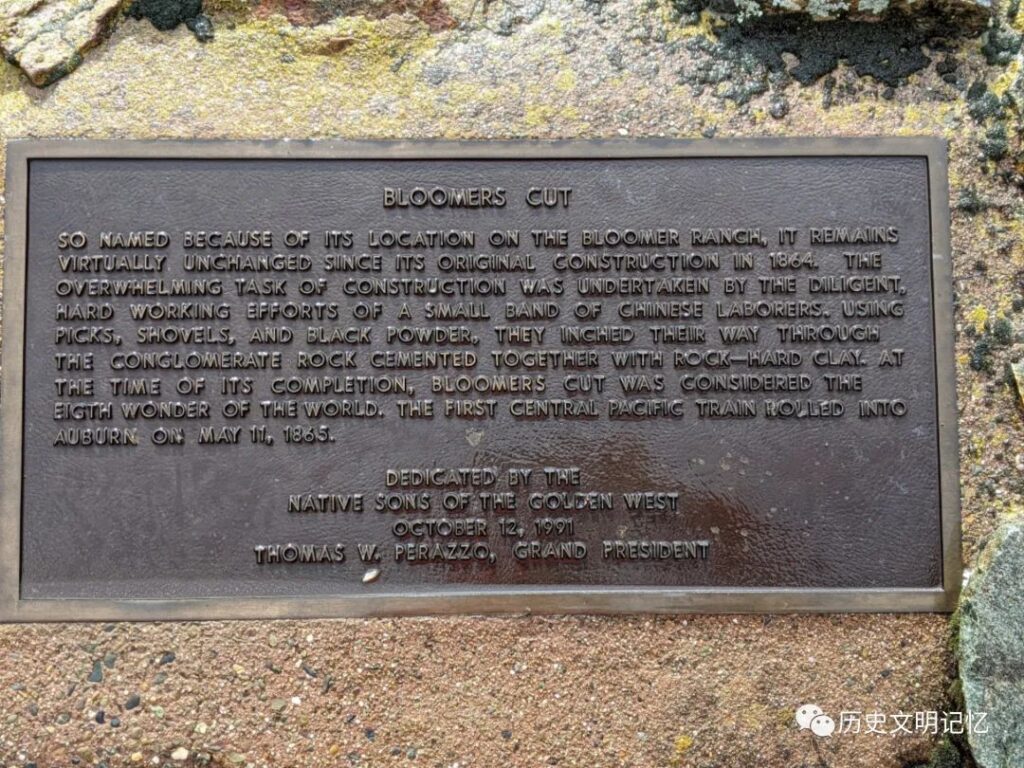 BLOOMERS CUT
SO NAMED BECAUSE OF ITS LOCATION ON THE BLOOMER RANCH, IT REMAINS
VIRTUALLY UNCHANGED SINCE ITS ORIGINAL CONSTRUCTION IN 1864. THE
OVERWHELMING TASK OF CONSTRUCTION WAS UNDERTAKEN BY THE DILIGENT,
HARD WORKING EFFORTS OF A SMALL BAND OF CHINESE LABORERS. USING
PICKS, SHOVELS, AND BLACK POWDER, THEY INCHED THEIR WAY THROUGH
THE CONGLOMERATE ROCK CEMENTED TOGETHER WITH ROCK-HARD CLAY. AT
THE TIME OF ITS COMPLETION, BLOOMERS CUT WAS CONSIDERED THE
EIGTH WONDER OF THE WORLD. THE FIRST CENTRAL PACIFIC TRAIN ROLLED INTO
AUBURN ON MAY 11, 1865.
DEDICATED BY THE
NATIVE SONS OF THE GOLDEN WEST
OCTOBER 12, 1991
THOMAS W. PERAZZO, GRAND PRESIDENT
历史文明记忆